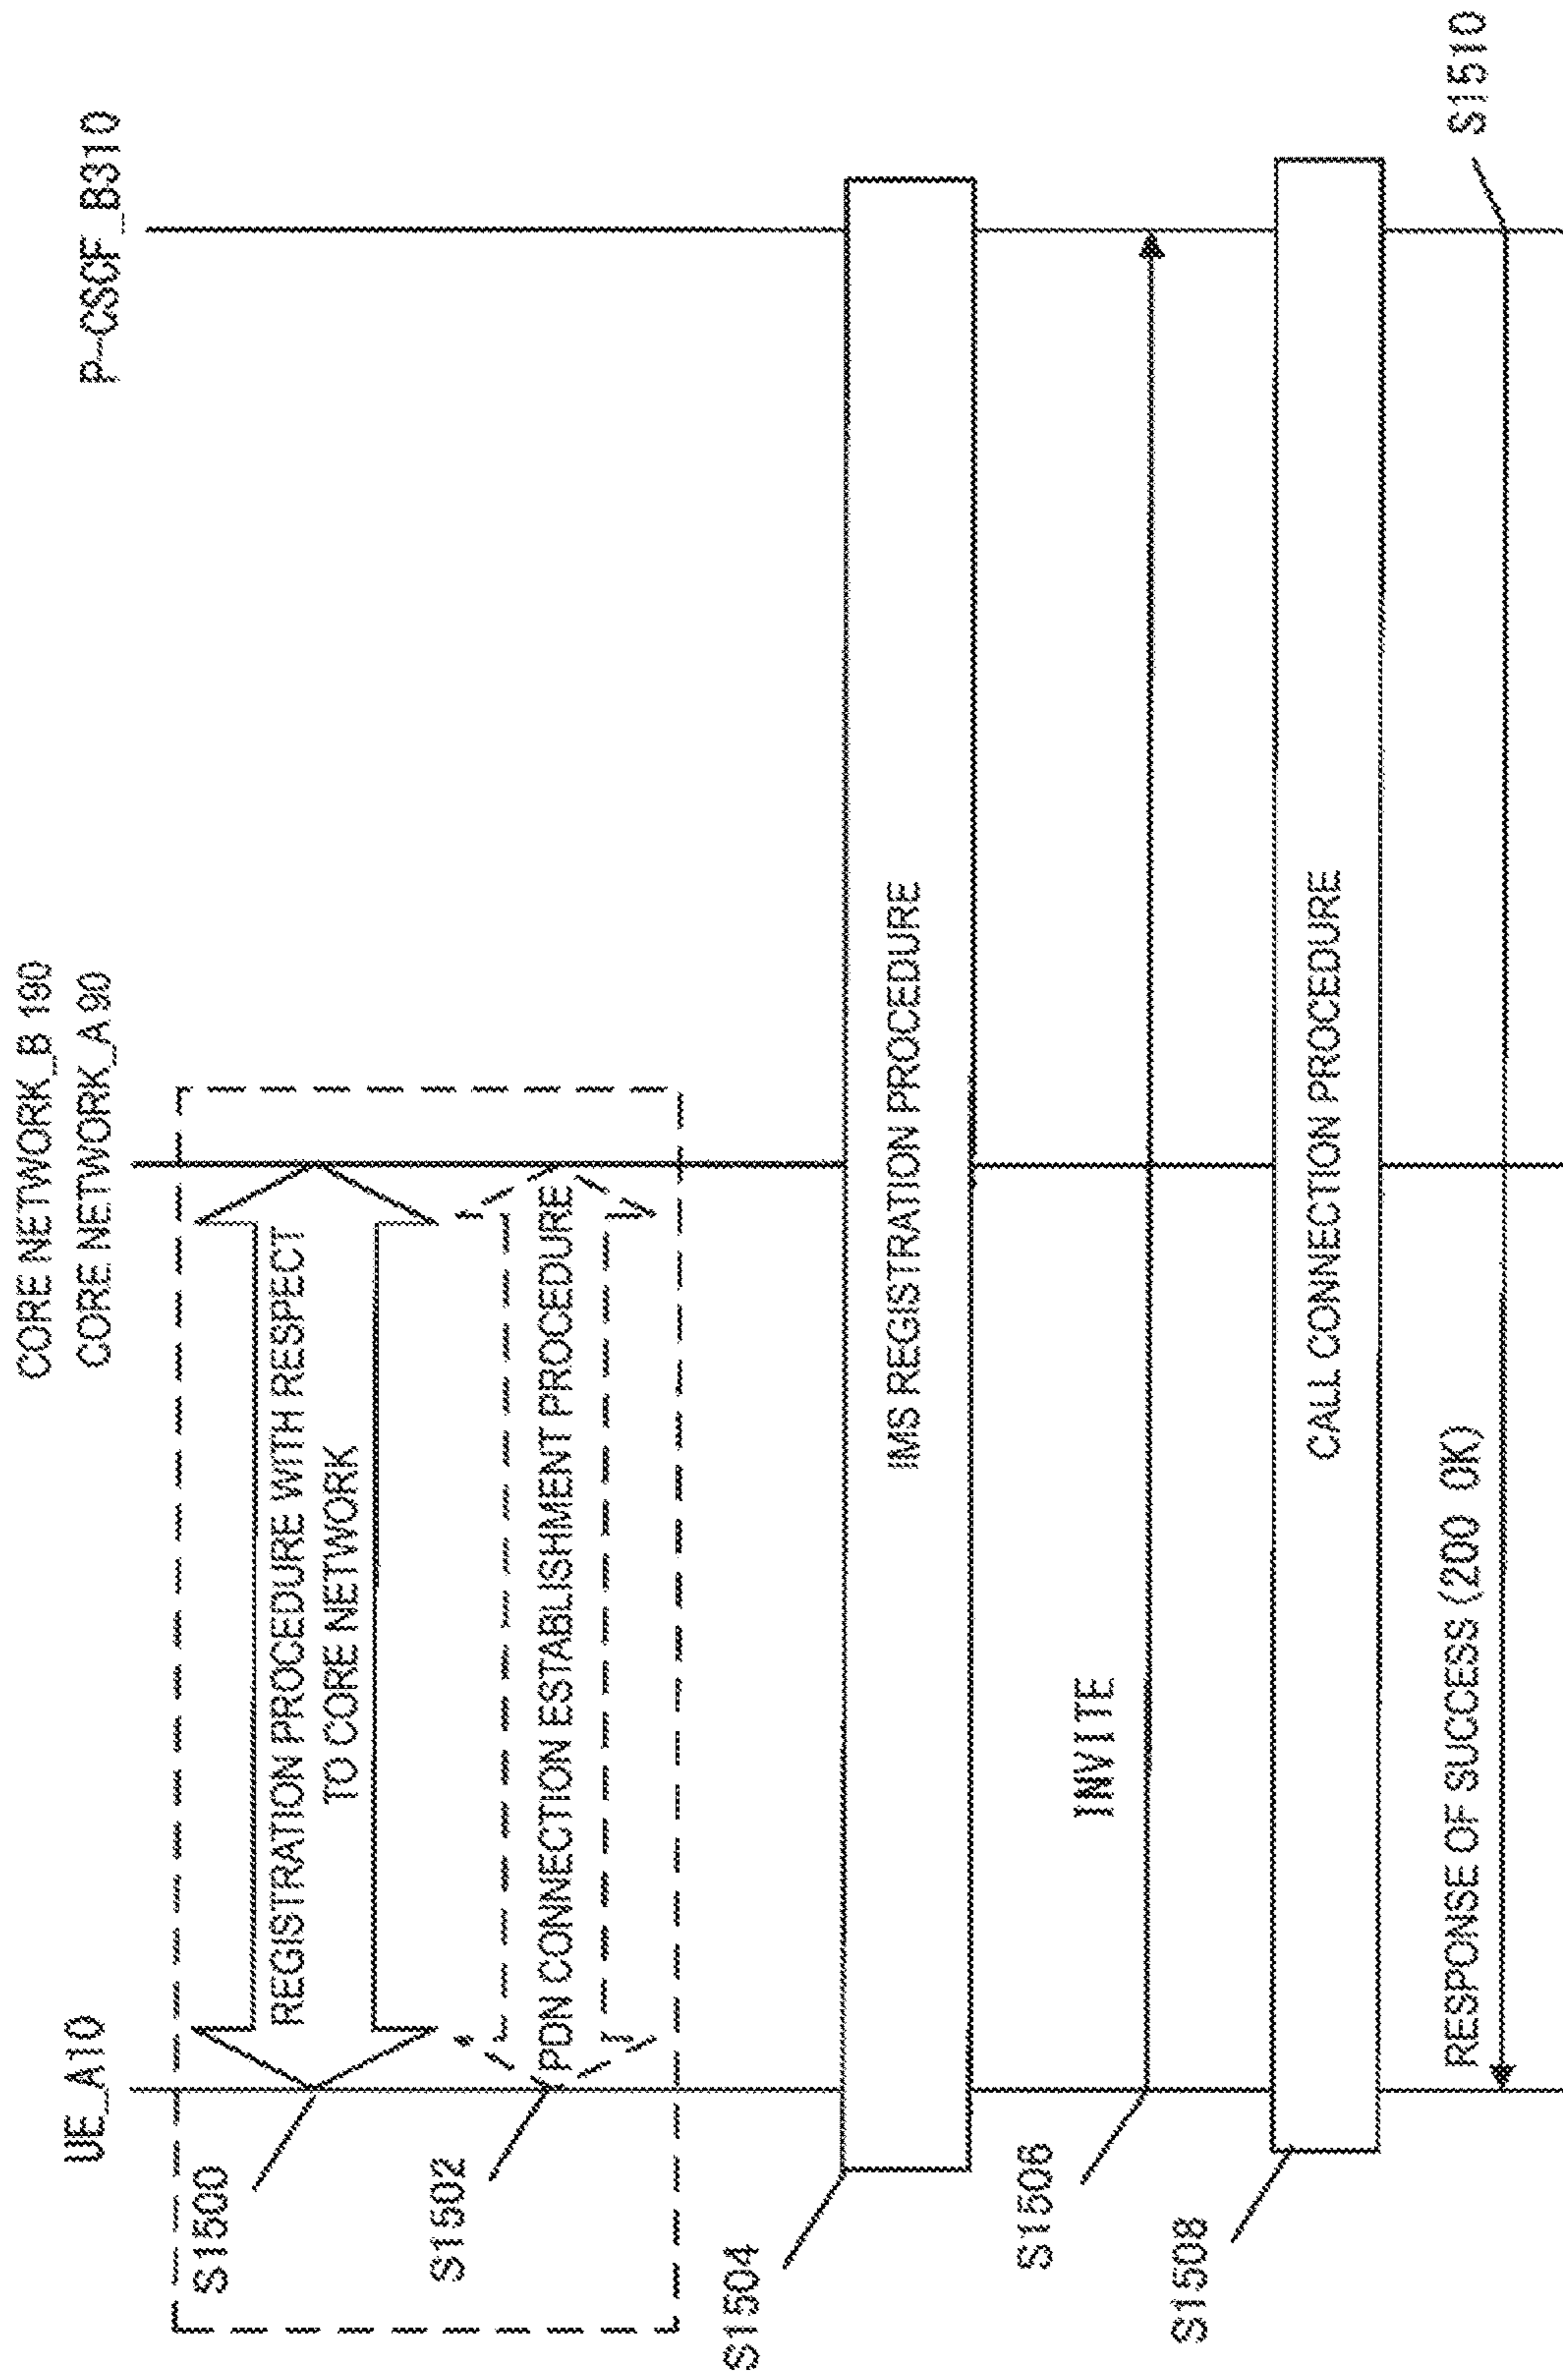 UE_A10
CORE NETWORK_B 190
CORE NETWORK_A 90
P-CSCF_B310
S1500
REGISTRATION PROCEDURE WITH RESPECT
TO CORE NETWORK
S1502
PDN CONNECTION ESTABLISHMENT PROCEDURE
S1504
IMS REGISTRATION PROCEDURE
S1506
INVITE
S1508
CALL CONNECTION PROCEDURE
RESPONSE OF SUCCESS (200 OK)
S1510